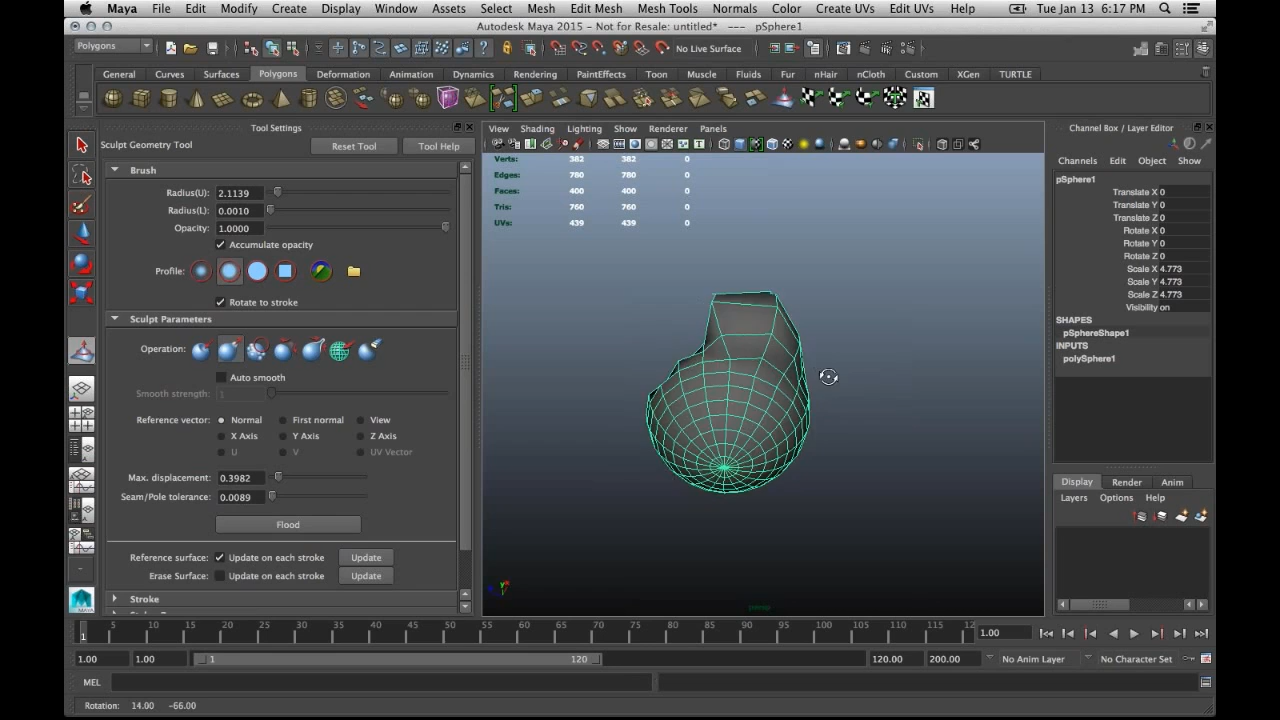 Maya File Edit Modify Create Display Window Assets Select Mesh Edit Mesh Mesh Tools Normals Color Create UVs Edit UVs Help Tue Jan 13 6:17 PM
Autodesk Maya 2015 - Not for Resale: untitled* --- pSphere1
Polygons No Live Surface
General Curves Surfaces Polygons Deformation Animation Dynamics Rendering PaintEffects Toon Muscle Fluids Fur nHair nCloth Custom XGen TURTLE
Tool Settings
Sculpt Geometry Tool Reset Tool Tool Help
Brush
Radius(U): 2.1139
Radius(L): 0.0010
Opacity: 1.0000
Accumulate opacity
Profile:
Rotate to stroke
Sculpt Parameters
Operation:
Auto smooth
Smooth strength: 1
Reference vector: Normal First normal View
X Axis Y Axis Z Axis
U V UV Vector
Max. displacement: 0.3982
Seam/Pole tolerance: 0.0089
Flood
Reference surface: Update on each stroke Update
Erase Surface: Update on each stroke Update
Stroke
View Shading Lighting Show Renderer Panels
Verts: 382 382 0
Edges: 780 780 0
Faces: 400 400 0
Tris: 760 760 0
UVs: 439 439 0
persp
Channel Box / Layer Editor
Channels Edit Object Show
pSphere1
Translate X 0
Translate Y 0
Translate Z 0
Rotate X 0
Rotate Y 0
Rotate Z 0
Scale X 4.773
Scale Y 4.773
Scale Z 4.773
Visibility on
SHAPES
pSphereShape1
INPUTS
polySphere1
Display Render Anim
Layers Options Help
1 5 10 15 20 25 30 35 40 45 50 55 60 65 70 75 80 85 90 95 100 105 110 115 12 1.00
1.00 1.00 1 120 120.00 200.00 No Anim Layer No Character Set
MEL
Rotation: 14.00 -66.00